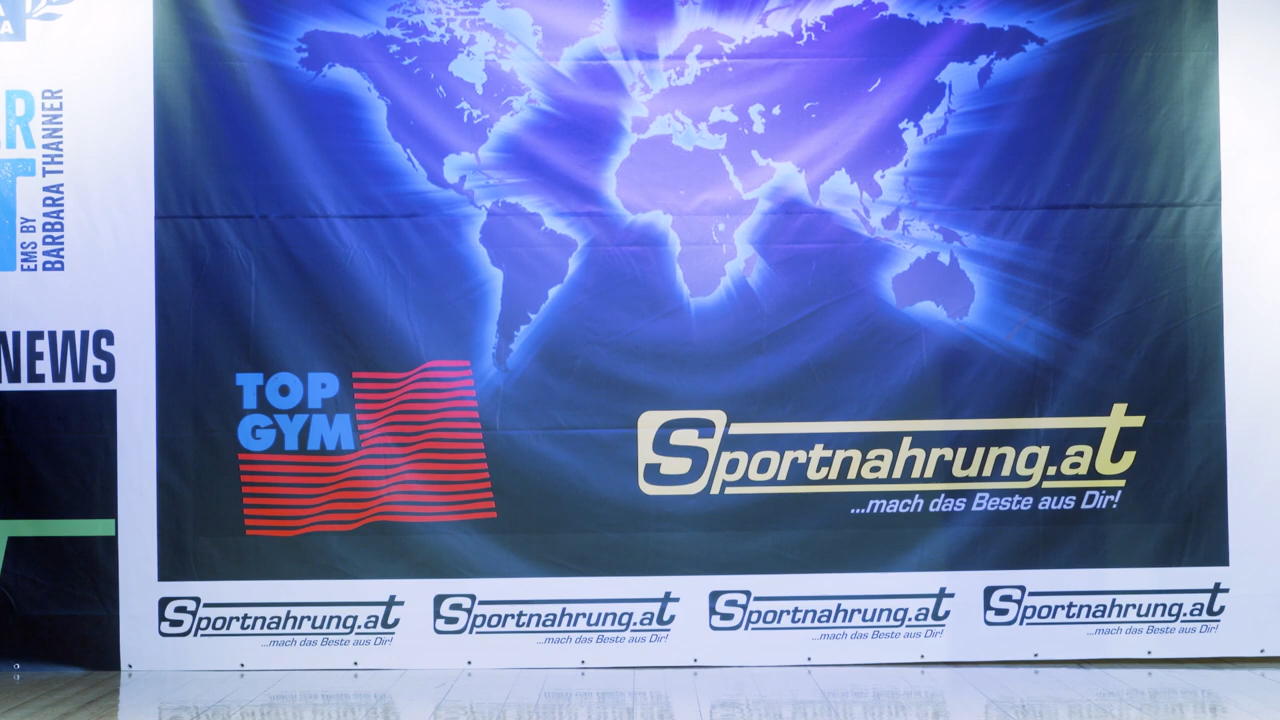 EMS BY
BARBARA THANNER
NEWS
TOP
GYM
Sportnahrung.at
...mach das Beste aus Dir!
Sportnahrung.at
...mach das Beste aus Dir!
Sportnahrung.at
...mach das Beste aus Dir!
Sportnahrung.at
...mach das Beste aus Dir!
Sportnahrung.at
...mach das Beste aus Dir!